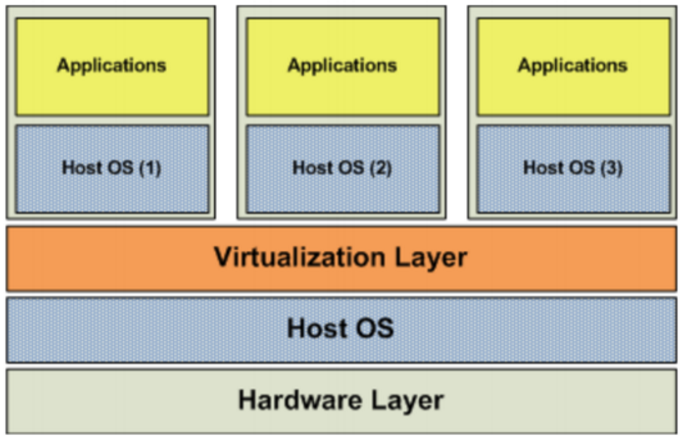 Applications
Applications
Applications
Host OS (1)
Host OS (2)
Host OS (3)
Virtualization Layer
Host OS
Hardware Layer